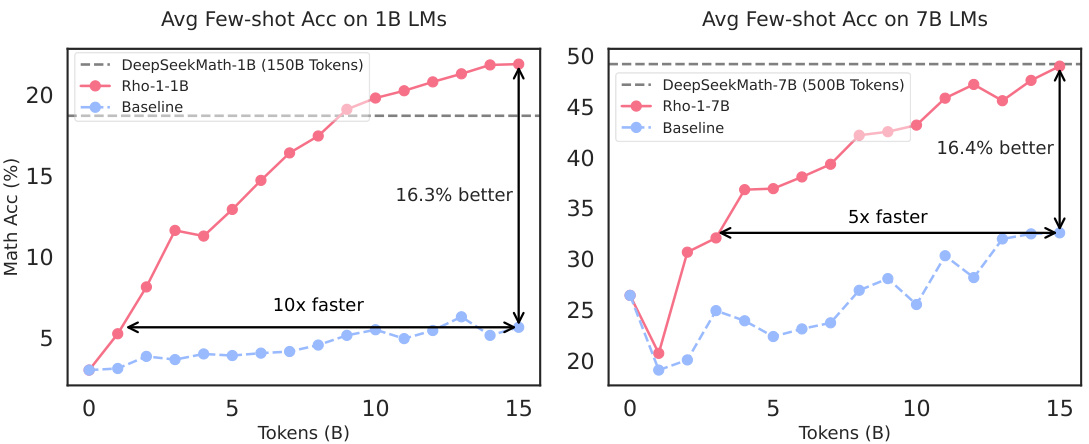 Avg Few-shot Acc on 1B LMs
Math Acc (%)
20
15
10
5
DeepSeekMath-1B (150B Tokens)
Rho-1-1B
Baseline
16.3% better
10x faster
0 5 10 15
Tokens (B)
Avg Few-shot Acc on 7B LMs
50
45
40
35
30
25
20
DeepSeekMath-7B (500B Tokens)
Rho-1-7B
Baseline
16.4% better
5x faster
0 5 10 15
Tokens (B)